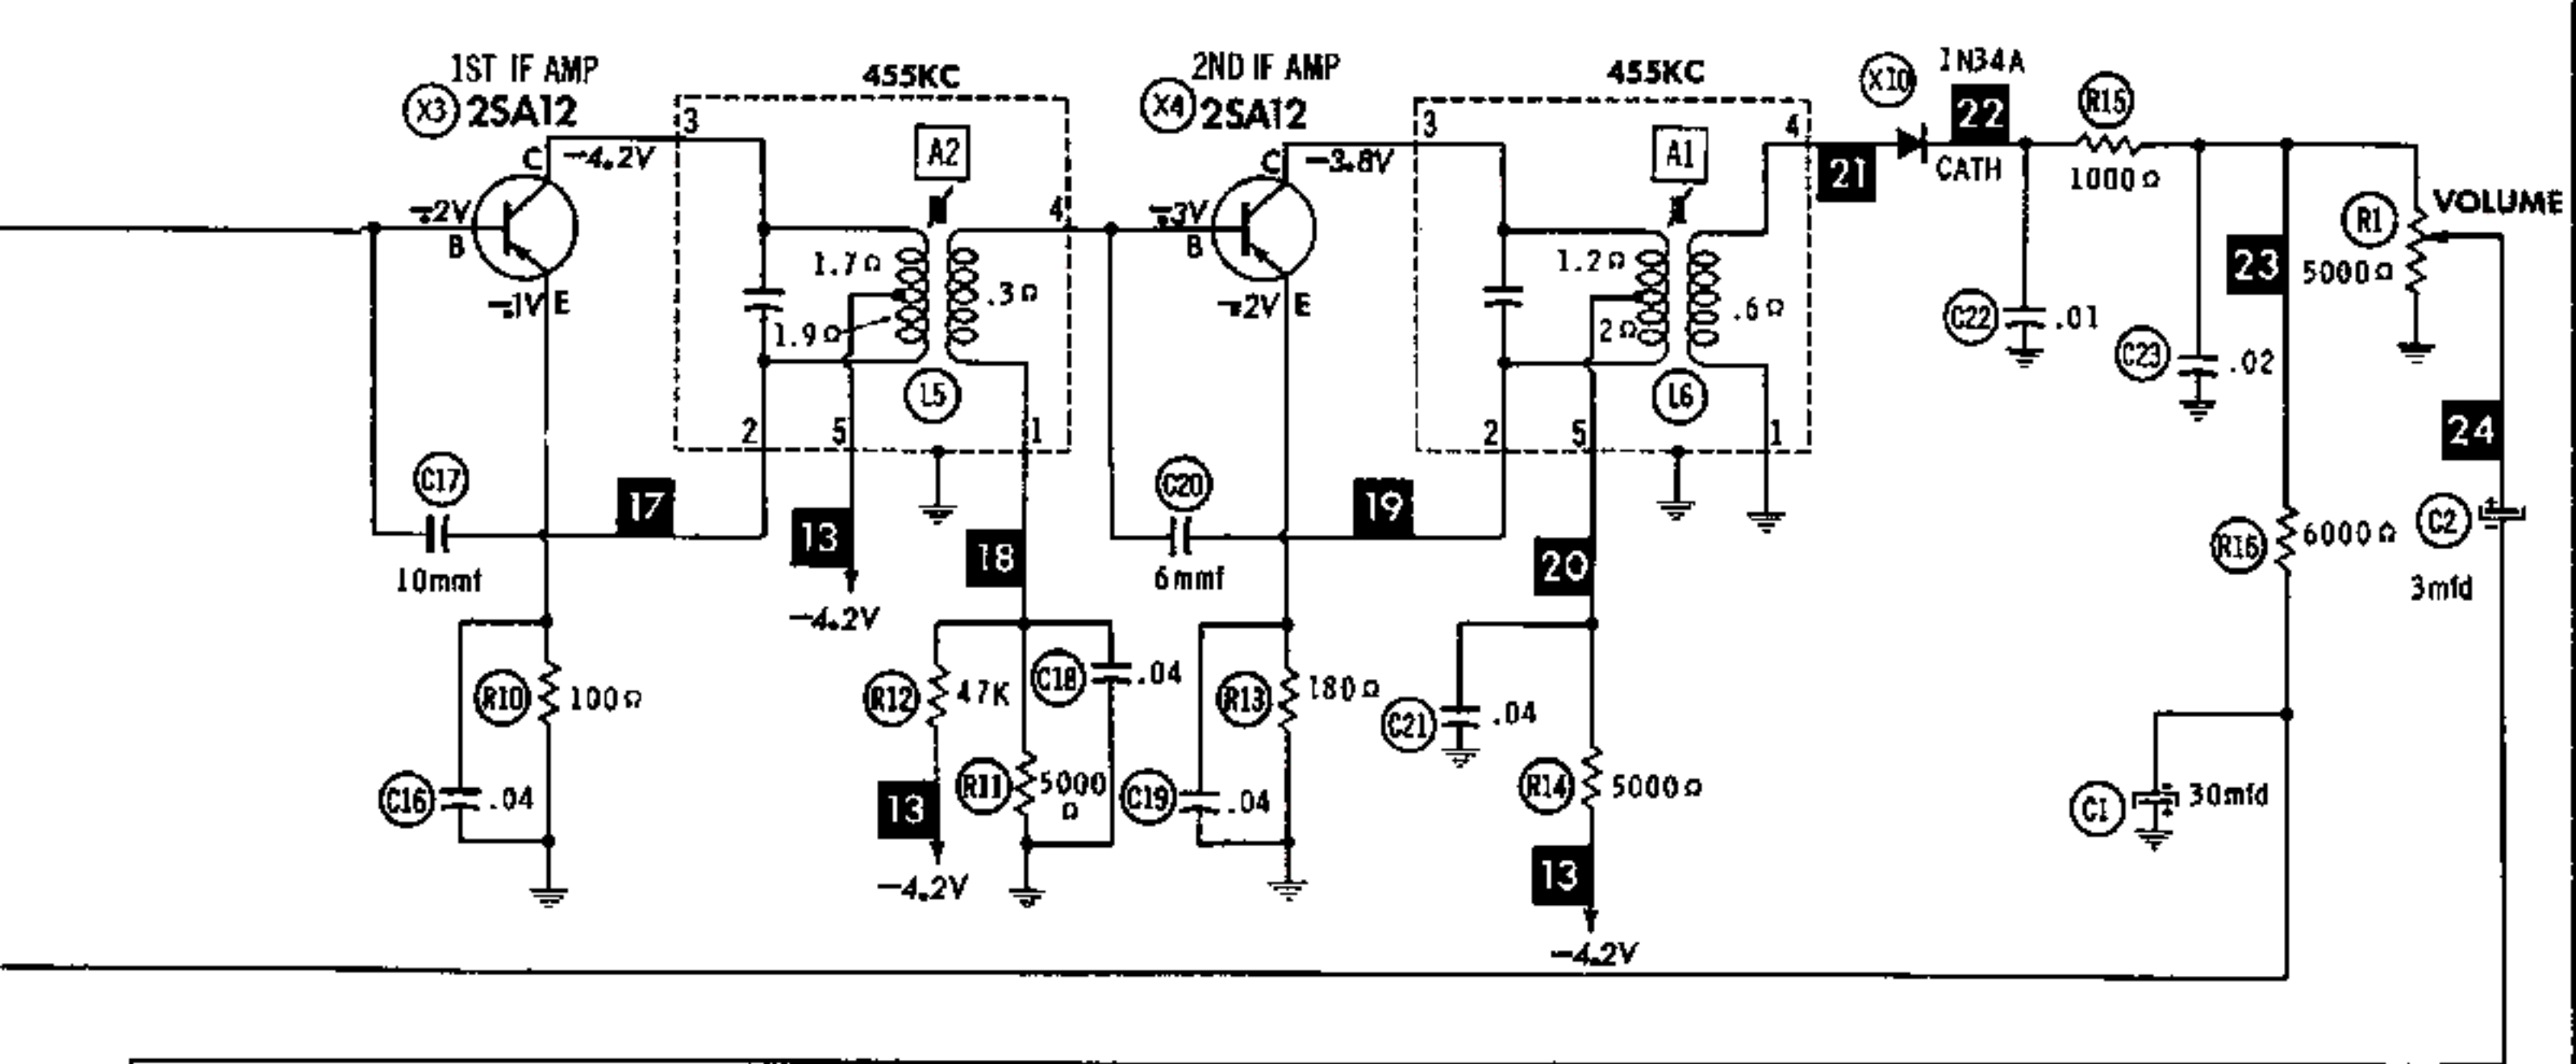 1ST IF AMP
X3 2SA12
455KC
2ND IF AMP
X4 2SA12
455KC
X10
1N34A
22
CATH
R15
1000Ω
3
A2
C -4.2V
-.2V
B
-.1V E
4
1.7Ω
1.9Ω
.3Ω
L5
2
5
1
3
A1
C -3.8V
-.3V
B
-.2V E
4
21
1.2Ω
2Ω
.6Ω
L6
2
5
1
R1
VOLUME
5000Ω
23
C22 .01
C23 .02
24
C17
10mmf
17
13
-4.2V
18
C20
6mmf
19
20
R16 6000Ω
C2
3mfd
R10 100Ω
C16 .04
R12 47K
C18 .04
13
-4.2V
R11 5000
Ω
R13 180Ω
C19 .04
C21 .04
R14 5000Ω
13
-4.2V
C1 30mfd